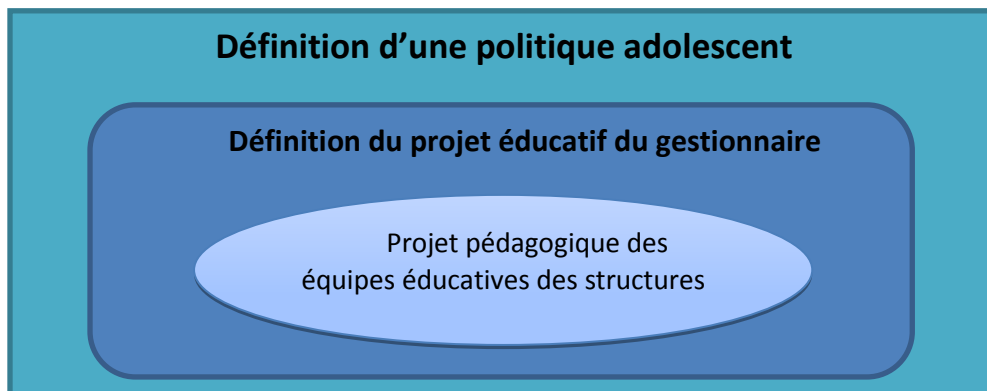 Définition d’une politique adolescent
Définition du projet éducatif du gestionnaire
Projet pédagogique des
équipes éducatives des structures